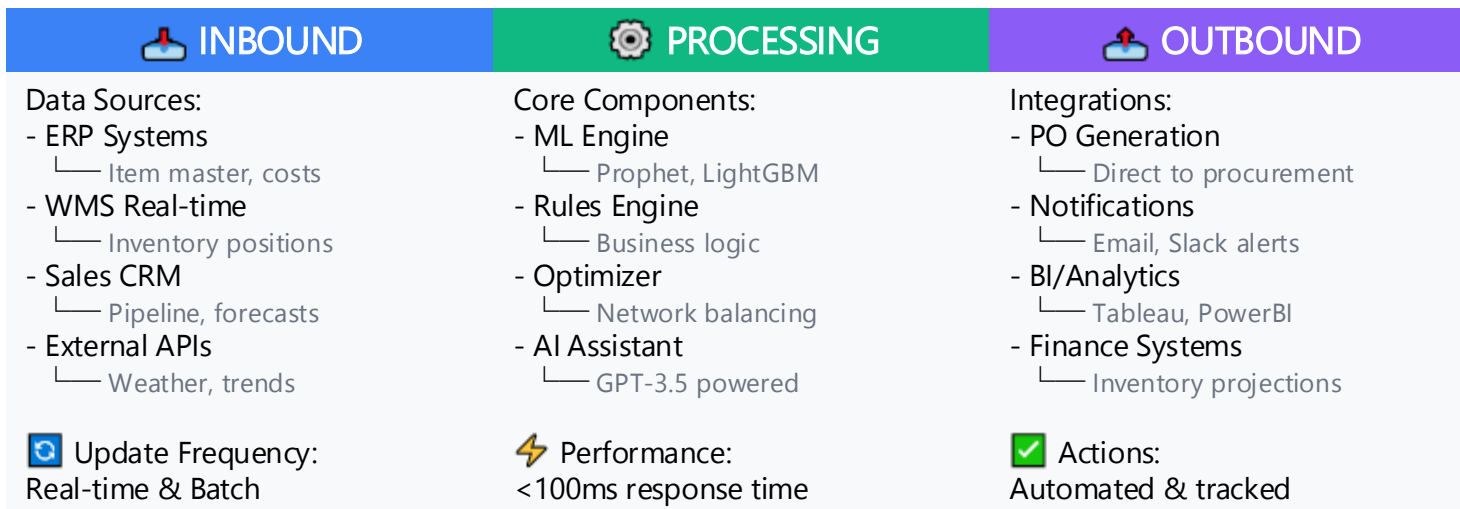 INBOUND
Data Sources:
- ERP Systems
└── Item master, costs
- WMS Real-time
└── Inventory positions
- Sales CRM
└── Pipeline, forecasts
- External APIs
└── Weather, trends
Update Frequency:
Real-time & Batch
PROCESSING
Core Components:
- ML Engine
└── Prophet, LightGBM
- Rules Engine
└── Business logic
- Optimizer
└── Network balancing
- AI Assistant
└── GPT-3.5 powered
Performance:
<100ms response time
OUTBOUND
Integrations:
- PO Generation
└── Direct to procurement
- Notifications
└── Email, Slack alerts
- BI/Analytics
└── Tableau, PowerBI
- Finance Systems
└── Inventory projections
Actions:
Automated & tracked